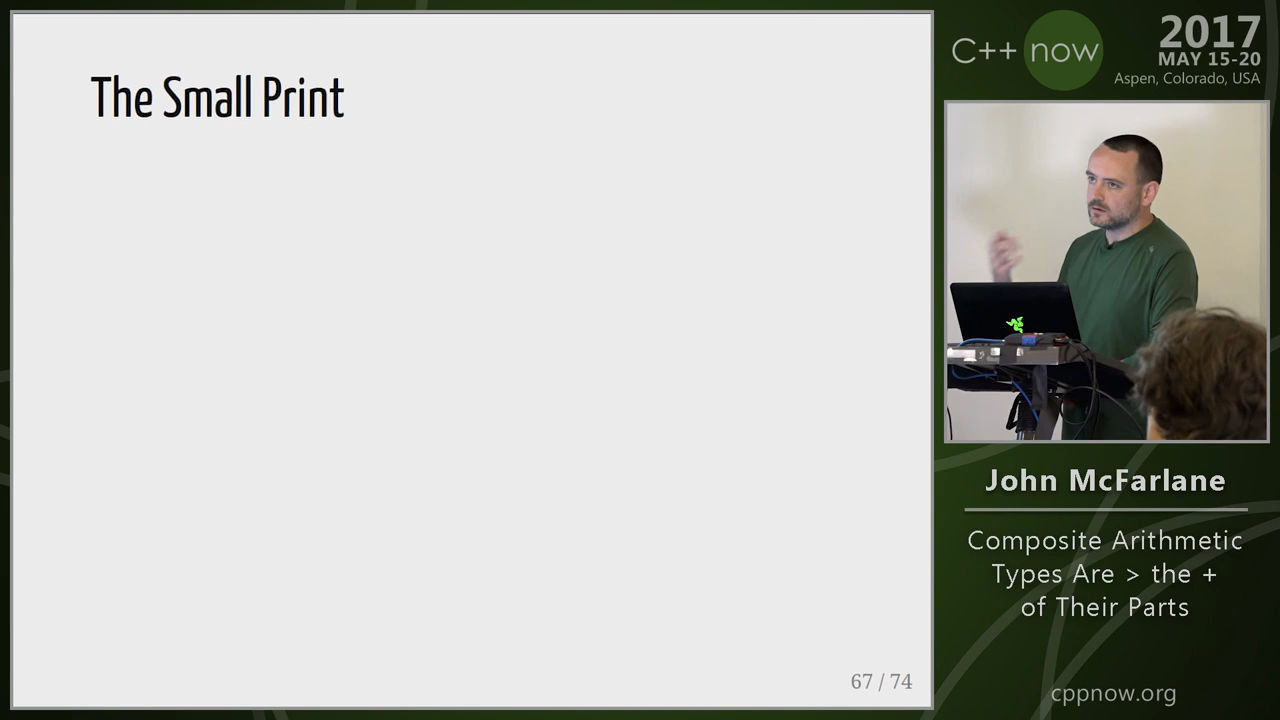 The Small Print
67 / 74
C++ now
2017
MAY 15-20
Aspen, Colorado, USA
John McFarlane
Composite Arithmetic
Types Are > the +
of Their Parts
cppnow.org